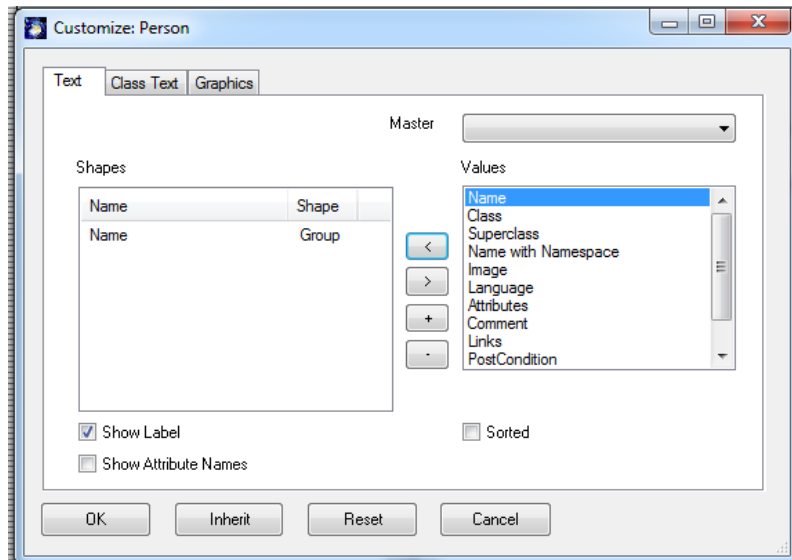 Customize: Person
Text Class Text Graphics
Master
Shapes
Values
Name Shape
Name Group
<
>
+
-
Name
Class
Superclass
Name with Namespace
Image
Language
Attributes
Comment
Links
PostCondition
Show Label
Sorted
Show Attribute Names
OK Inherit Reset Cancel